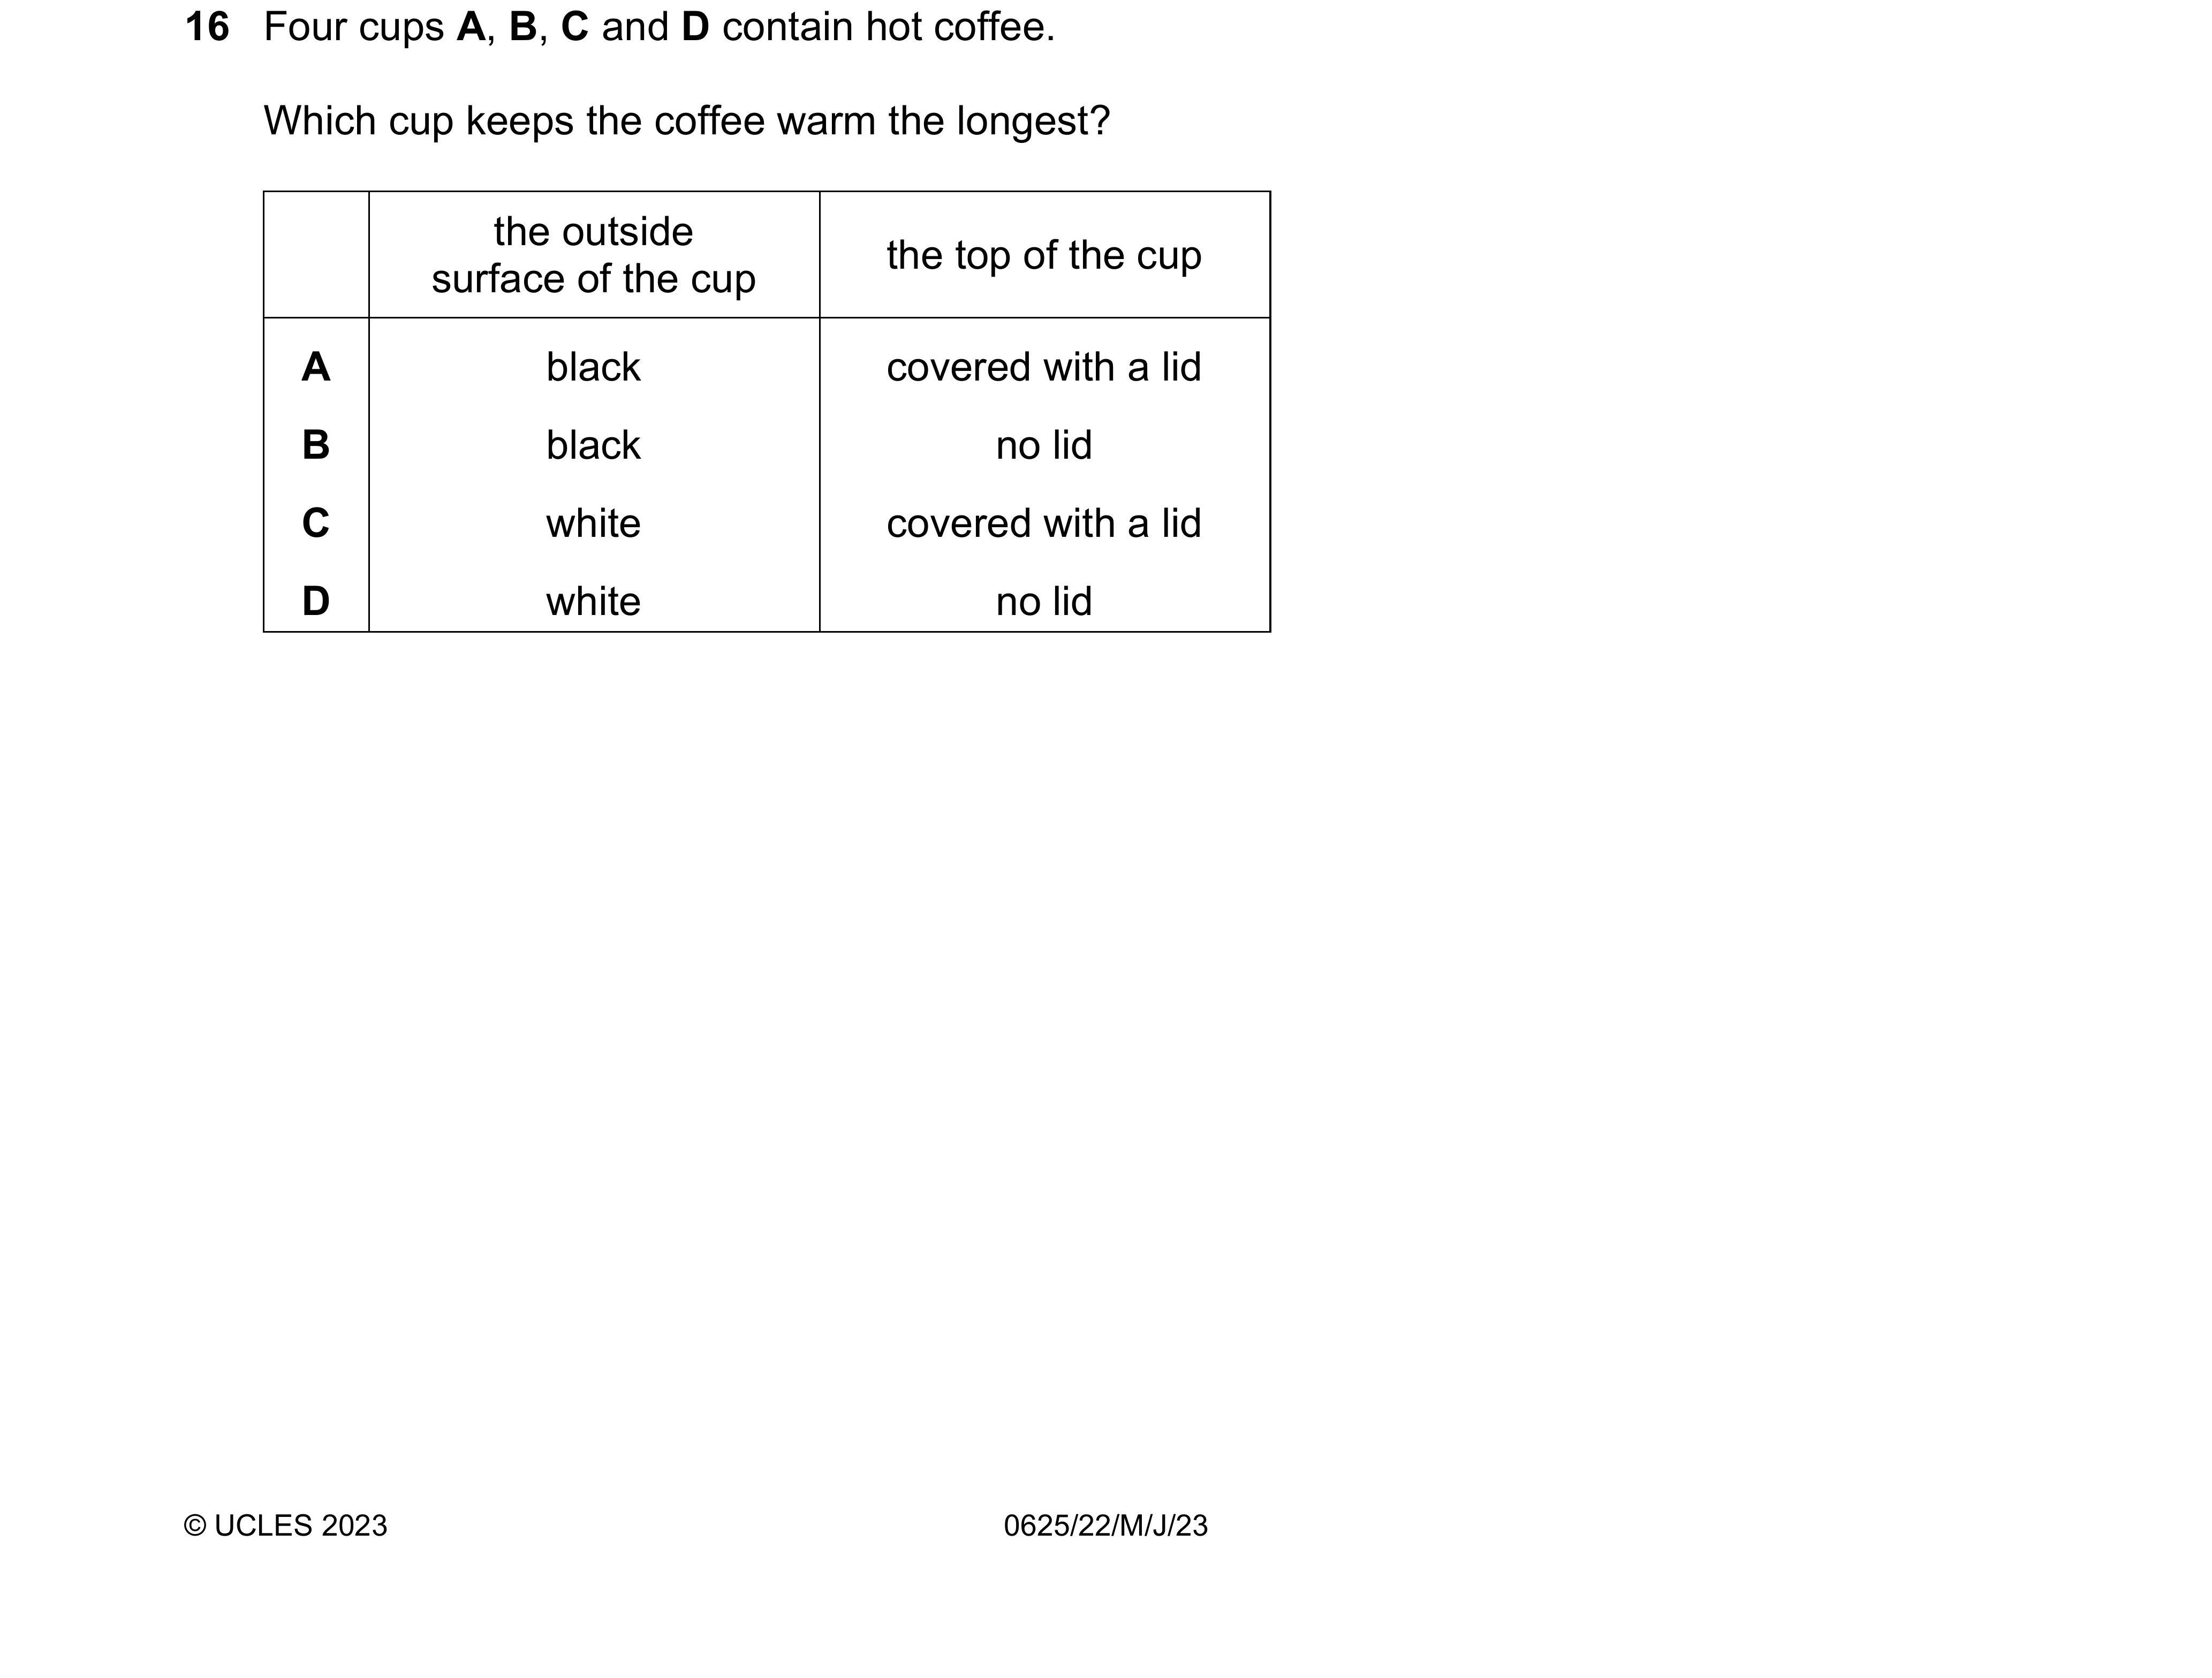 16 Four cups A, B, C and D contain hot coffee.
Which cup keeps the coffee warm the longest?
the outside
surface of the cup
the top of the cup
A black covered with a lid
B black no lid
C white covered with a lid
D white no lid
© UCLES 2023 0625/22/M/J/23